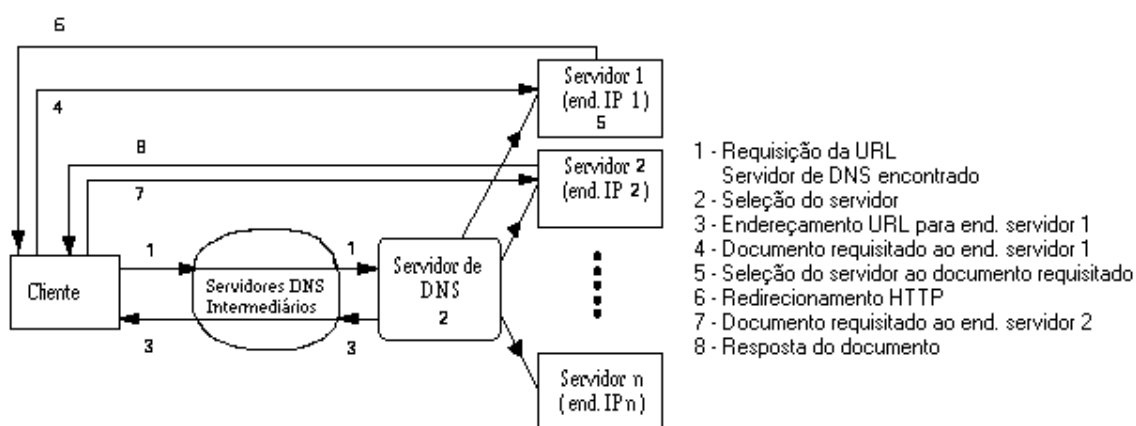 6
4
8
7
1
1
3
3
Cliente
Servidores DNS
Intermediários
Servidor de
DNS
2
Servidor 1
(end. IP 1)
5
Servidor 2
(end. IP 2)
Servidor n
(end. IP n)
1 - Requisição da URL
Servidor de DNS encontrado
2 - Seleção do servidor
3 - Endereçamento URL para end. servidor 1
4 - Documento requisitado ao end. servidor 1
5 - Seleção do servidor ao documento requisitado
6 - Redirecionamento HTTP
7 - Documento requisitado ao end. servidor 2
8 - Resposta do documento